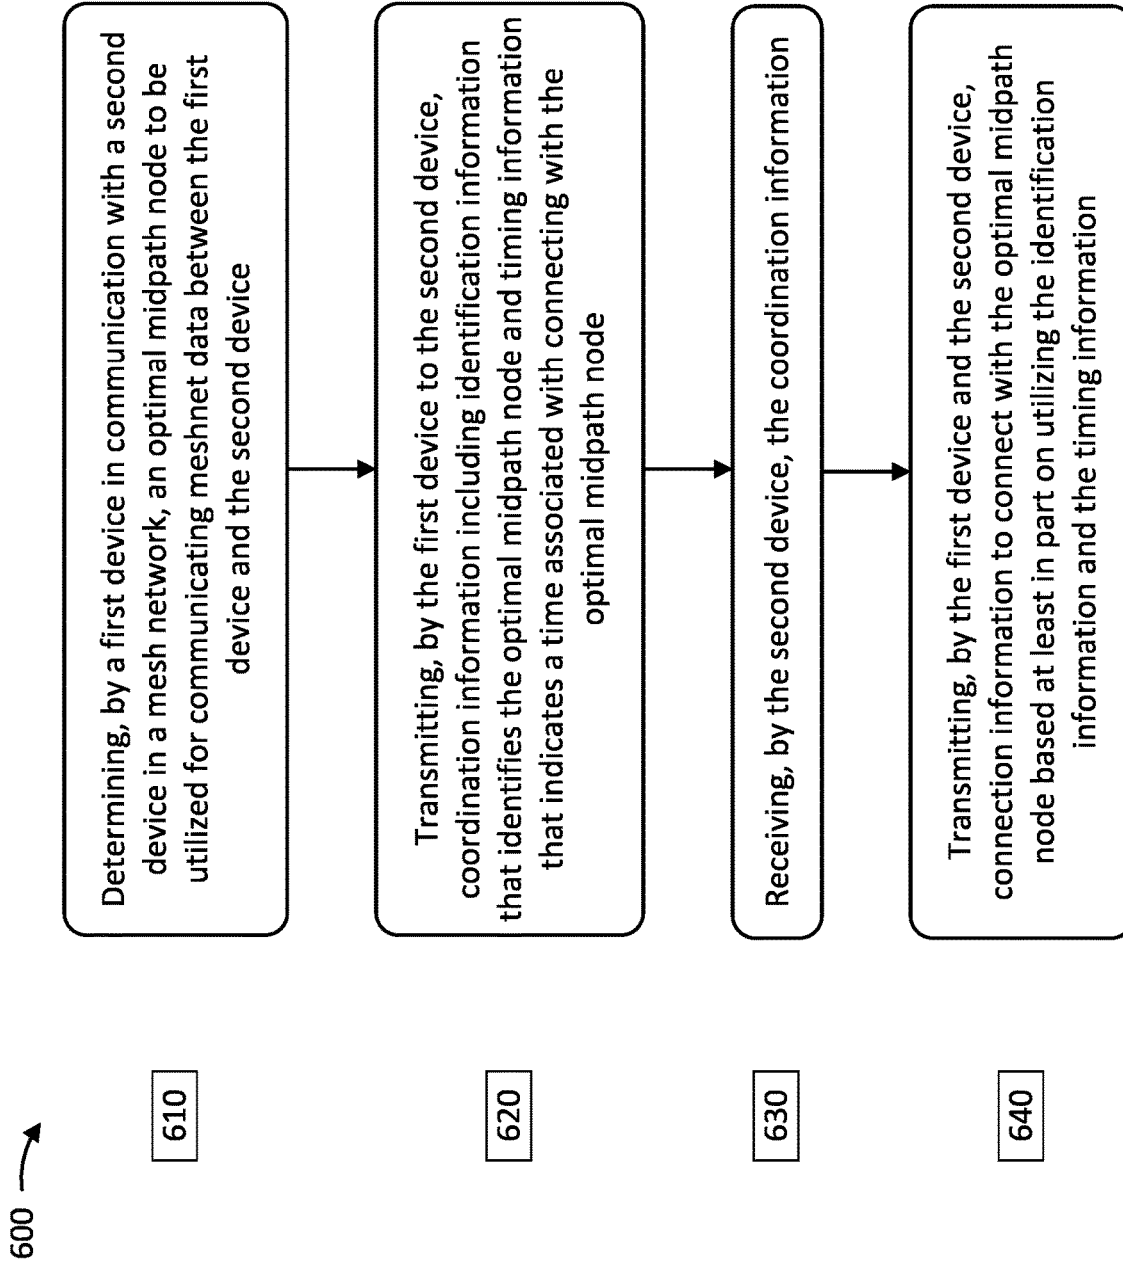 600
610
Determining, by a first device in communication with a second
device in a mesh network, an optimal midpath node to be
utilized for communicating meshnet data between the first
device and the second device
620
Transmitting, by the first device to the second device,
coordination information including identification information
that identifies the optimal midpath node and timing information
that indicates a time associated with connecting with the
optimal midpath node
630
Receiving, by the second device, the coordination information
640
Transmitting, by the first device and the second device,
connection information to connect with the optimal midpath
node based at least in part on utilizing the identification
information and the timing information